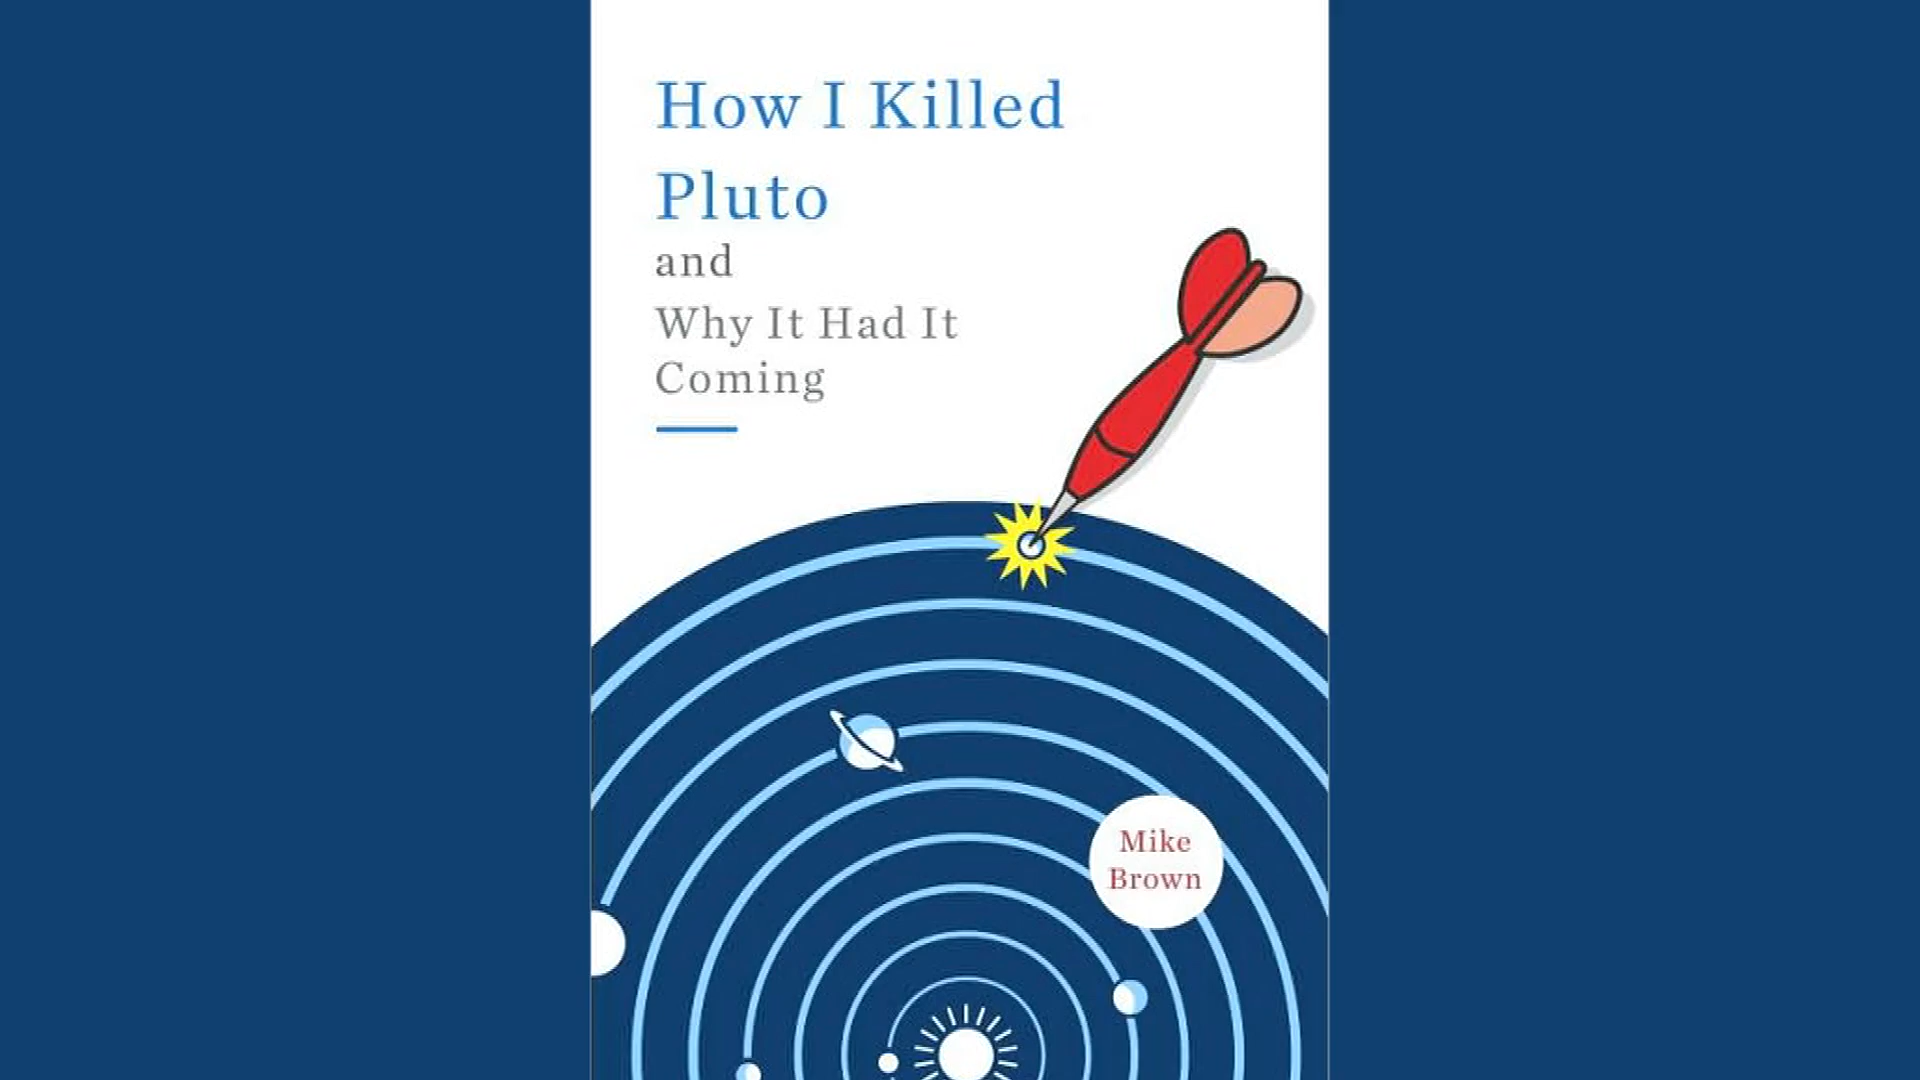 How I Killed
Pluto
and
Why It Had It
Coming
Mike
Brown